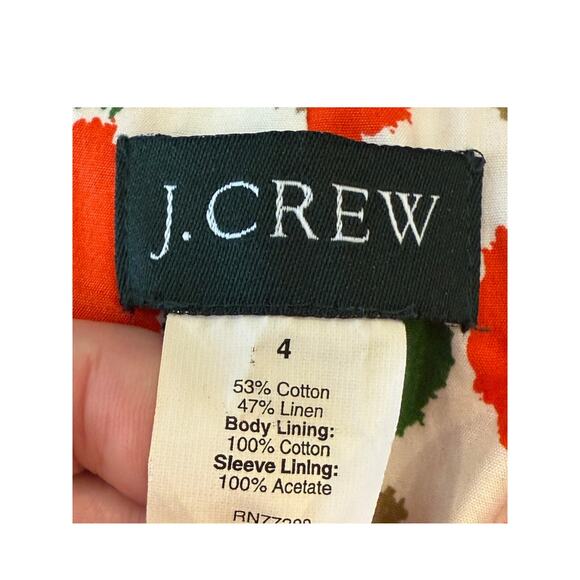 J.CREW
4
53% Cotton
47% Linen
Body Lining:
100% Cotton
Sleeve Lining:
100% Acetate